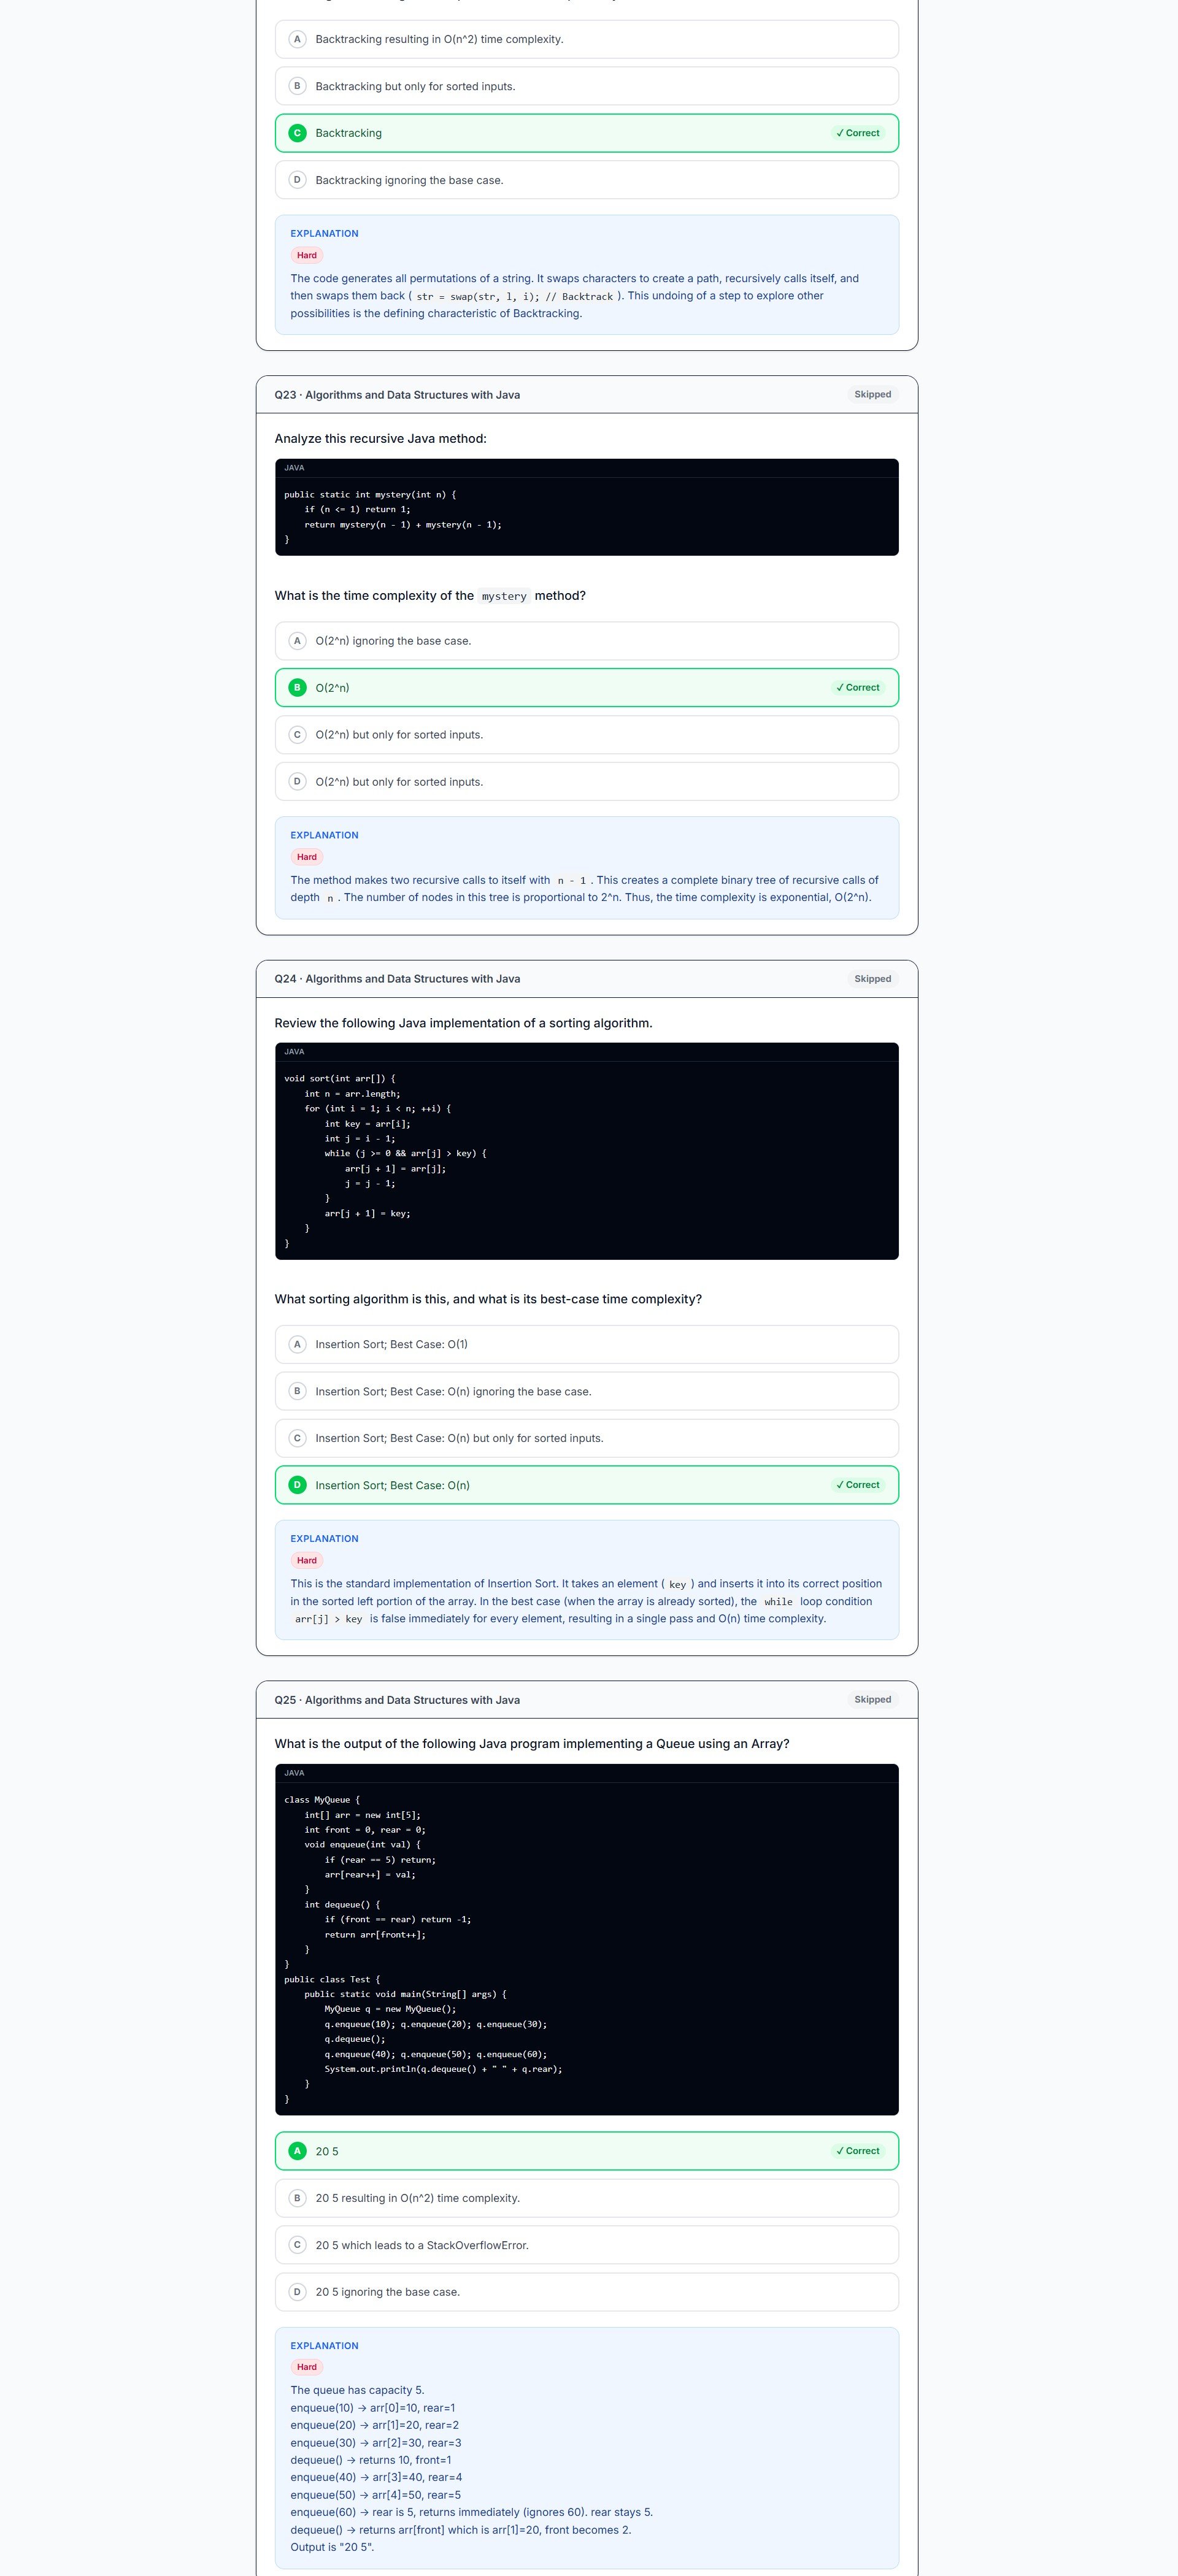 A Backtracking resulting in O(n^2) time complexity.
B Backtracking but only for sorted inputs.
C Backtracking ✓ Correct
D Backtracking ignoring the base case.
EXPLANATION
Hard
The code generates all permutations of a string. It swaps characters to create a path, recursively calls itself, and
then swaps them back ( str = swap(str, l, i); // Backtrack ). This undoing of a step to explore other
possibilities is the defining characteristic of Backtracking.
Q23 · Algorithms and Data Structures with Java Skipped
Analyze this recursive Java method:
JAVA
public static int mystery(int n) {
    if (n <= 1) return 1;
    return mystery(n - 1) + mystery(n - 1);
}
What is the time complexity of the mystery method?
A O(2^n) ignoring the base case.
B O(2^n) ✓ Correct
C O(2^n) but only for sorted inputs.
D O(2^n) but only for sorted inputs.
EXPLANATION
Hard
The method makes two recursive calls to itself with n - 1 . This creates a complete binary tree of recursive calls of
depth n . The number of nodes in this tree is proportional to 2^n. Thus, the time complexity is exponential, O(2^n).
Q24 · Algorithms and Data Structures with Java Skipped
Review the following Java implementation of a sorting algorithm.
JAVA
void sort(int arr[]) {
    int n = arr.length;
    for (int i = 1; i < n; ++i) {
        int key = arr[i];
        int j = i - 1;
        while (j >= 0 && arr[j] > key) {
            arr[j + 1] = arr[j];
            j = j - 1;
        }
        arr[j + 1] = key;
    }
}
What sorting algorithm is this, and what is its best-case time complexity?
A Insertion Sort; Best Case: O(1)
B Insertion Sort; Best Case: O(n) ignoring the base case.
C Insertion Sort; Best Case: O(n) but only for sorted inputs.
D Insertion Sort; Best Case: O(n) ✓ Correct
EXPLANATION
Hard
This is the standard implementation of Insertion Sort. It takes an element ( key ) and inserts it into its correct position
in the sorted left portion of the array. In the best case (when the array is already sorted), the while loop condition
arr[j] > key is false immediately for every element, resulting in a single pass and O(n) time complexity.
Q25 · Algorithms and Data Structures with Java Skipped
What is the output of the following Java program implementing a Queue using an Array?
JAVA
class MyQueue {
    int[] arr = new int[5];
    int front = 0, rear = 0;
    void enqueue(int val) {
        if (rear == 5) return;
        arr[rear++] = val;
    }
    int dequeue() {
        if (front == rear) return -1;
        return arr[front++];
    }
}
public class Test {
    public static void main(String[] args) {
        MyQueue q = new MyQueue();
        q.enqueue(10); q.enqueue(20); q.enqueue(30);
        q.dequeue();
        q.enqueue(40); q.enqueue(50); q.enqueue(60);
        System.out.println(q.dequeue() + " " + q.rear);
    }
}
A 20 5 ✓ Correct
B 20 5 resulting in O(n^2) time complexity.
C 20 5 which leads to a StackOverflowError.
D 20 5 ignoring the base case.
EXPLANATION
Hard
The queue has capacity 5.
enqueue(10) → arr[0]=10, rear=1
enqueue(20) → arr[1]=20, rear=2
enqueue(30) → arr[2]=30, rear=3
dequeue() → returns 10, front=1
enqueue(40) → arr[3]=40, rear=4
enqueue(50) → arr[4]=50, rear=5
enqueue(60) → rear is 5, returns immediately (ignores 60). rear stays 5.
dequeue() → returns arr[front] which is arr[1]=20, front becomes 2.
Output is "20 5".